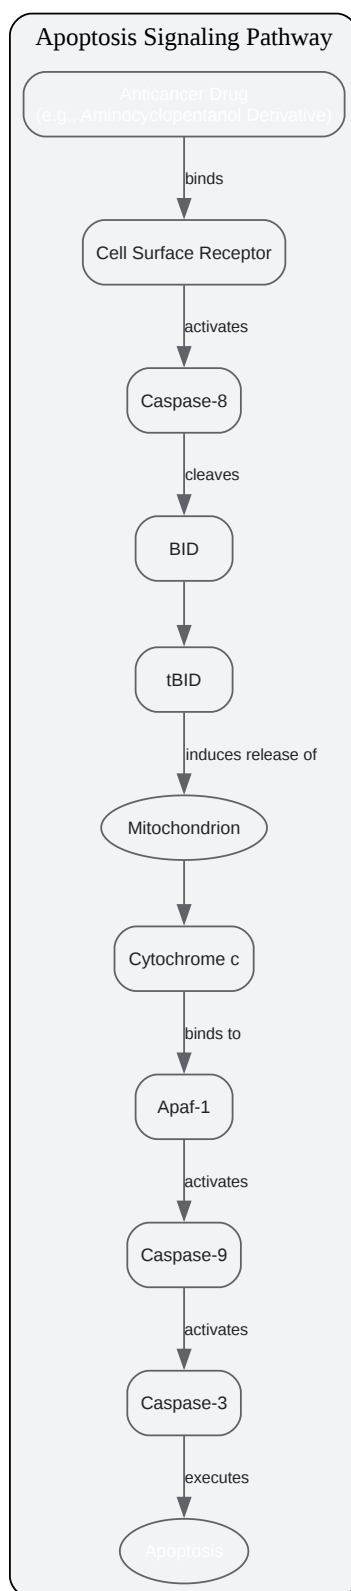 Apoptosis Signaling Pathway
Anticancer Drug
(e.g., Aminocyclopentanol Derivative)
binds
Cell Surface Receptor
activates
Caspase-8
cleaves
BID
tBID
induces release of
Mitochondrion
Cytochrome c
binds to
Apaf-1
activates
Caspase-9
activates
Caspase-3
executes
Apoptosis